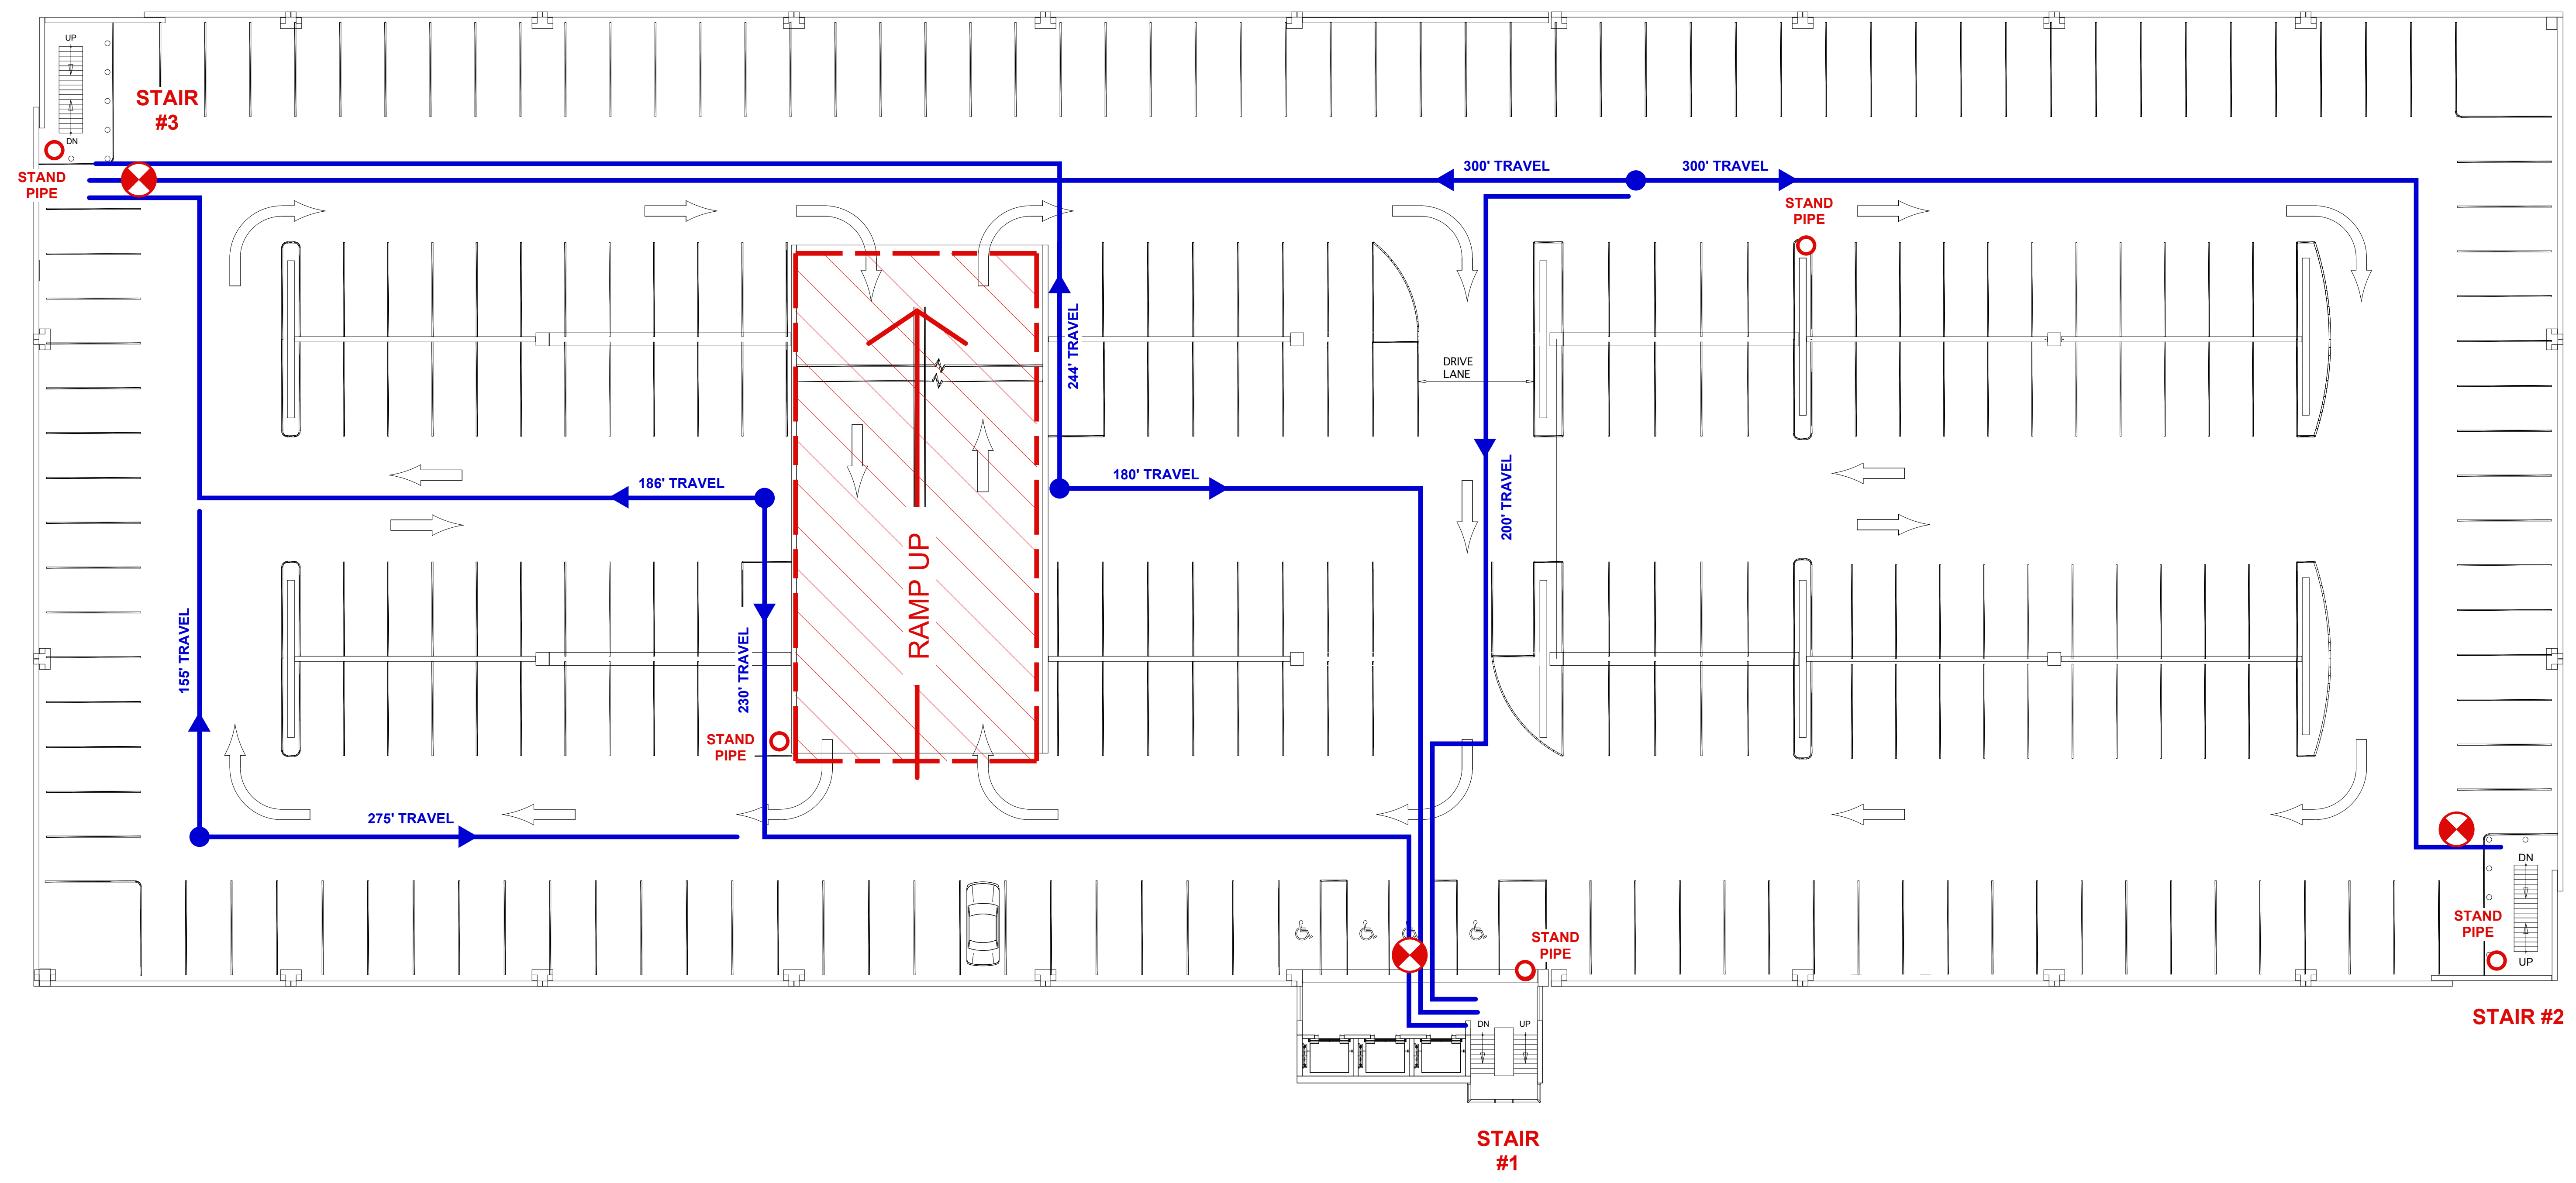 UP
STAIR
#3
DN
STAND
PIPE
300' TRAVEL
300' TRAVEL
STAND
PIPE
244' TRAVEL
DRIVE
LANE
186' TRAVEL
180' TRAVEL
200' TRAVEL
RAMP UP
155' TRAVEL
230' TRAVEL
STAND
PIPE
275' TRAVEL
DN
STAND
PIPE
UP
STAND
PIPE
DN
UP
STAIR #2
STAIR
#1